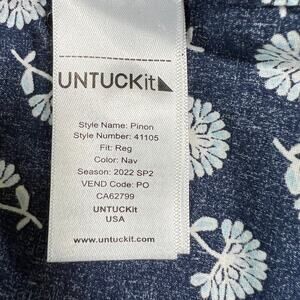 UNTUCKit
Style Name: Pinon
Style Number: 41105
Fit: Reg
Color: Nav
Season: 2022 SP2
VEND Code: PO
CA62799
UNTUCKit
USA
www.untuckit.com